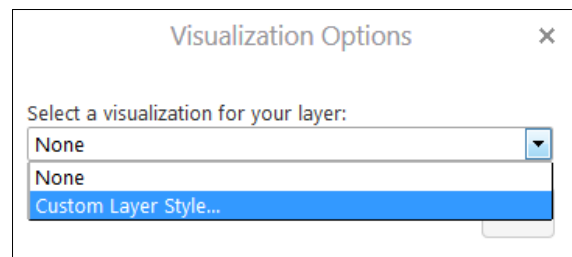 Visualization Options ×
Select a visualization for your layer:
None
None
Custom Layer Style...